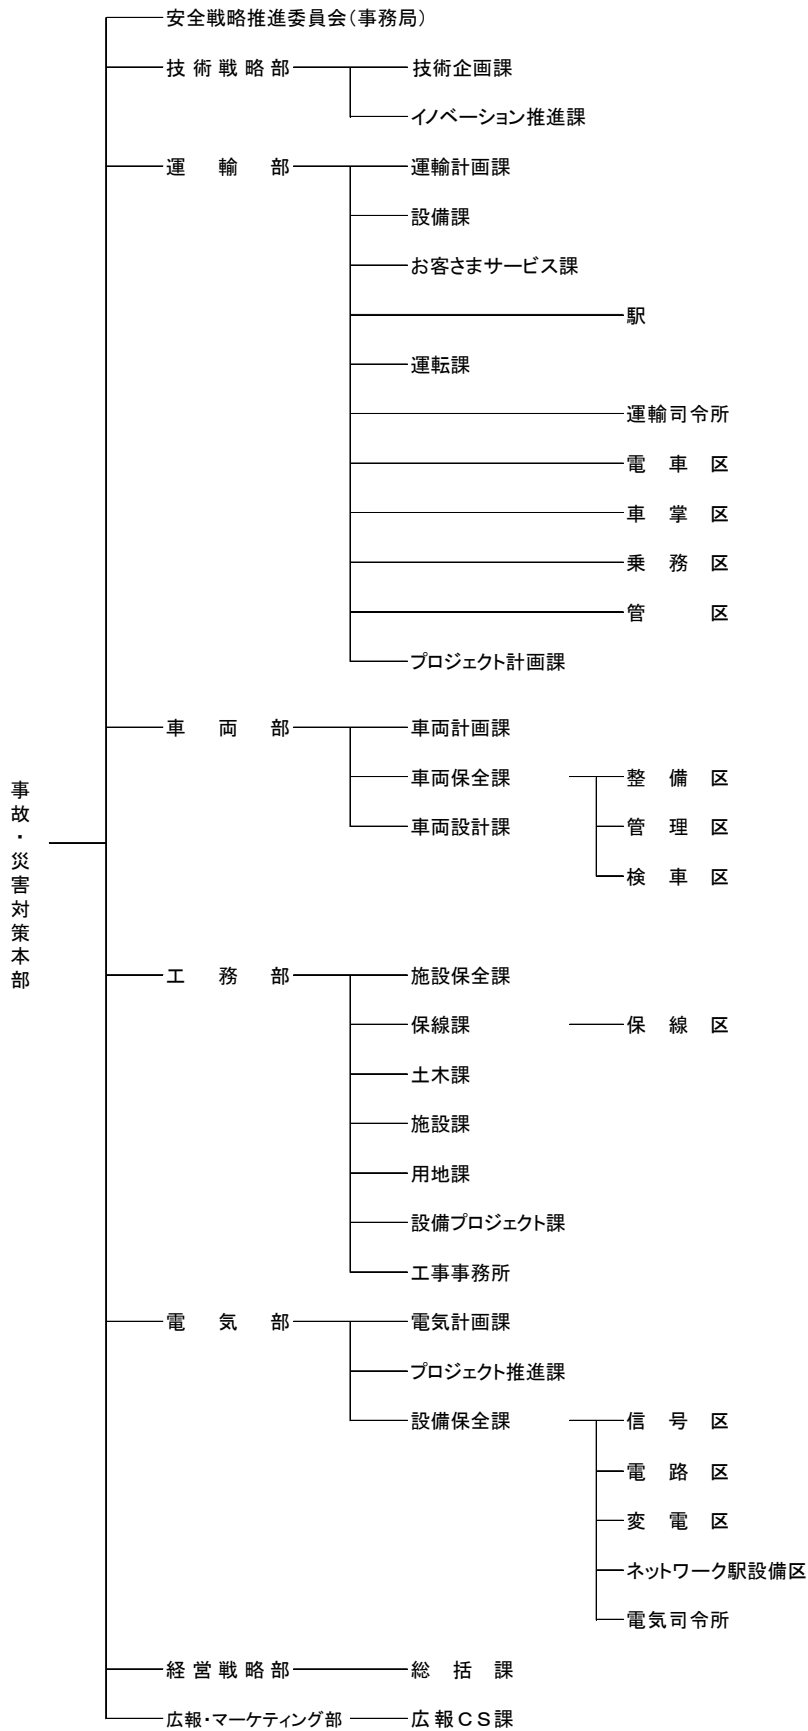 安全戦略推進委員会(事務局)
技術戦略部 技術企画課
イノベーション推進課
運輸部 運輸計画課
設備課
お客さまサービス課
駅
運転課
運輸司令所
電車区
車掌区
乗務区
管区
プロジェクト計画課
車両部 車両計画課
車両保全課 整備区
車両設計課 管理区
検車区
事故・災害対策本部
工務部 施設保全課
保線課 保線区
土木課
施設課
用地課
設備プロジェクト課
工事事務所
電気部 電気計画課
プロジェクト推進課
設備保全課 信号区
電路区
変電区
ネットワーク駅設備区
電気司令所
経営戦略部 総括課
広報・マーケティング部 広報CS課